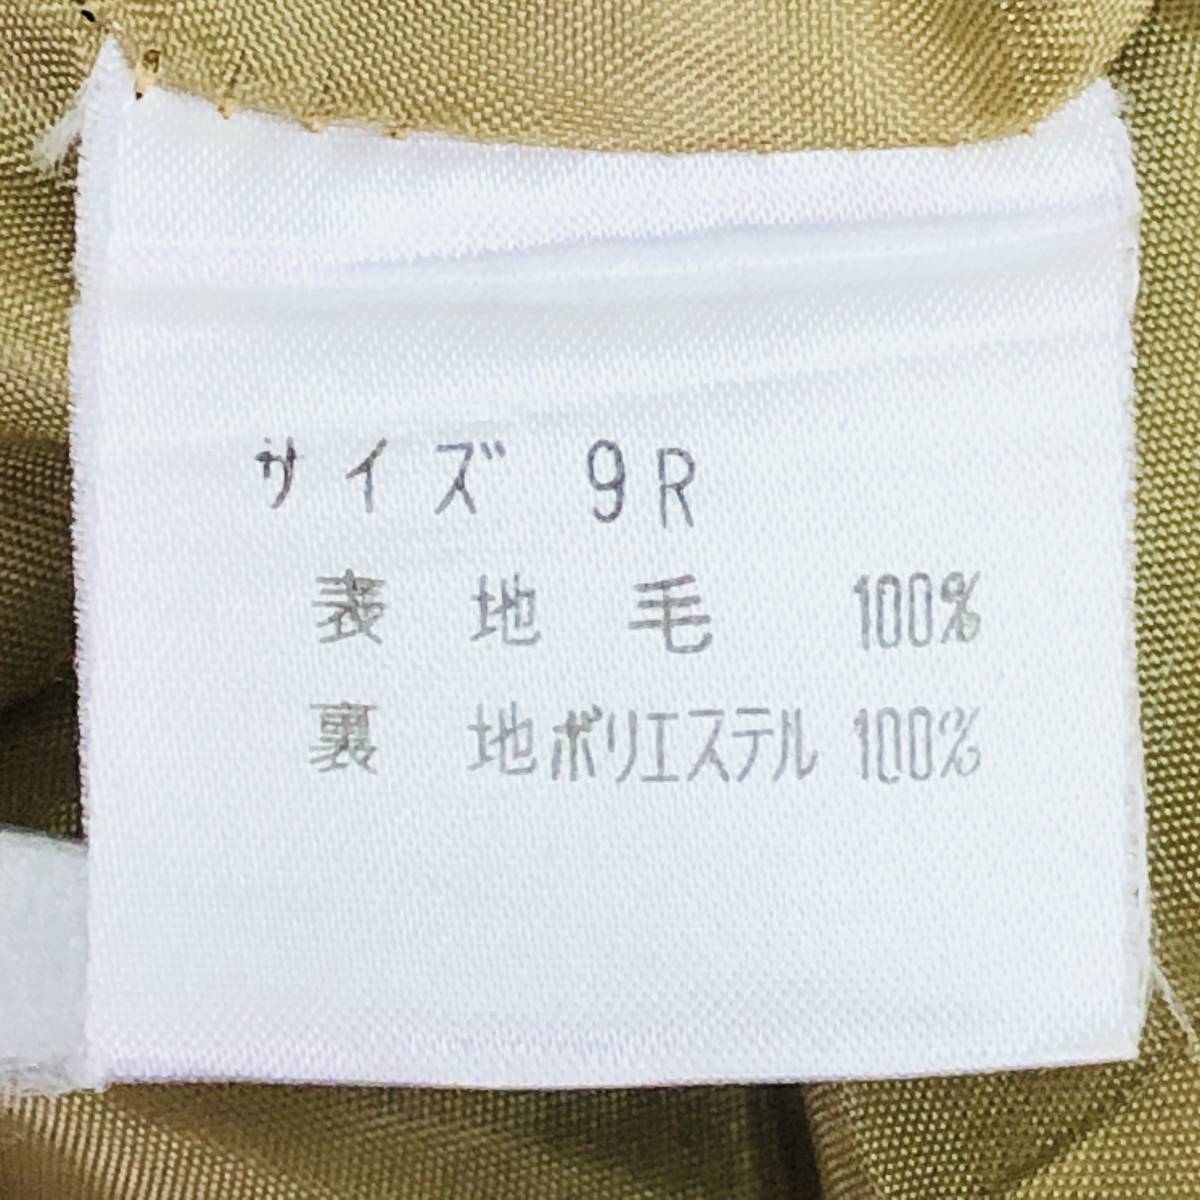 サイズ 9R
表 地 毛 100%
裏 地ポリエステル 100%